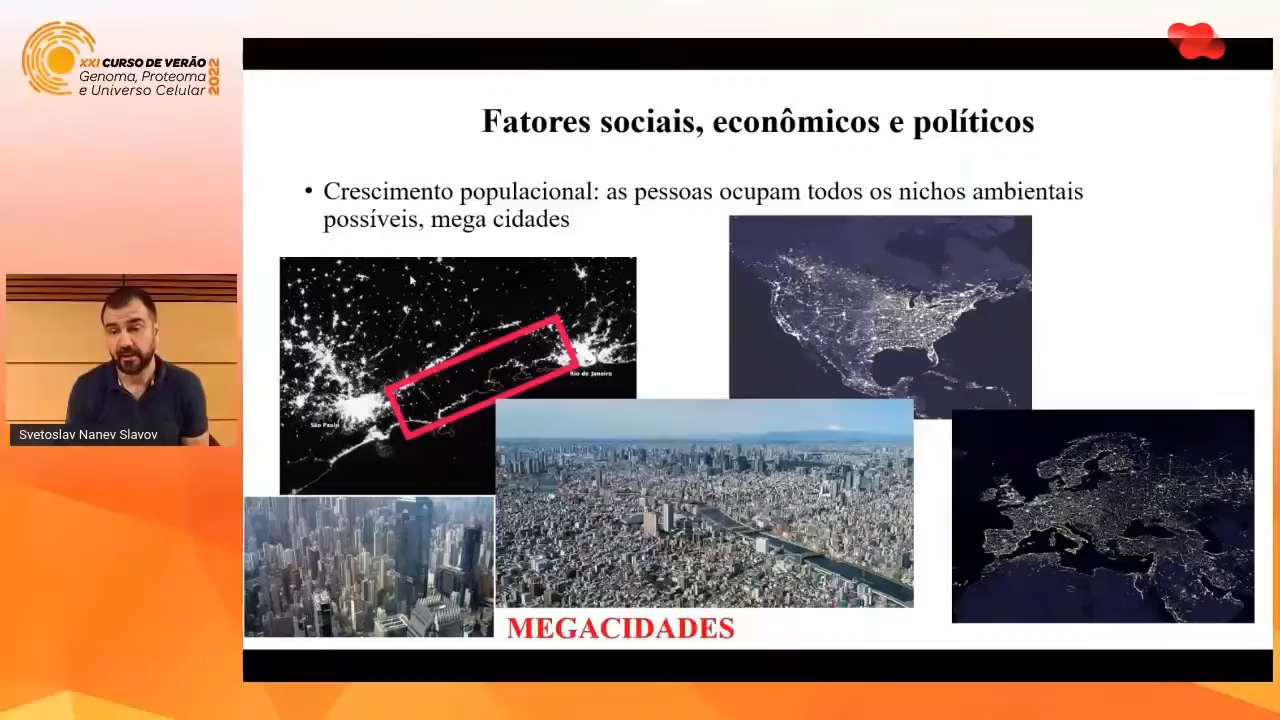 XXI CURSO DE VERÃO
Genoma, Proteoma
e Universo Celular
2022
Fatores sociais, econômicos e políticos
• Crescimento populacional: as pessoas ocupam todos os nichos ambientais
possíveis, mega cidades
Rio de Janeiro
São Paulo
Svetoslav Nanev Slavov
MEGACIDADES